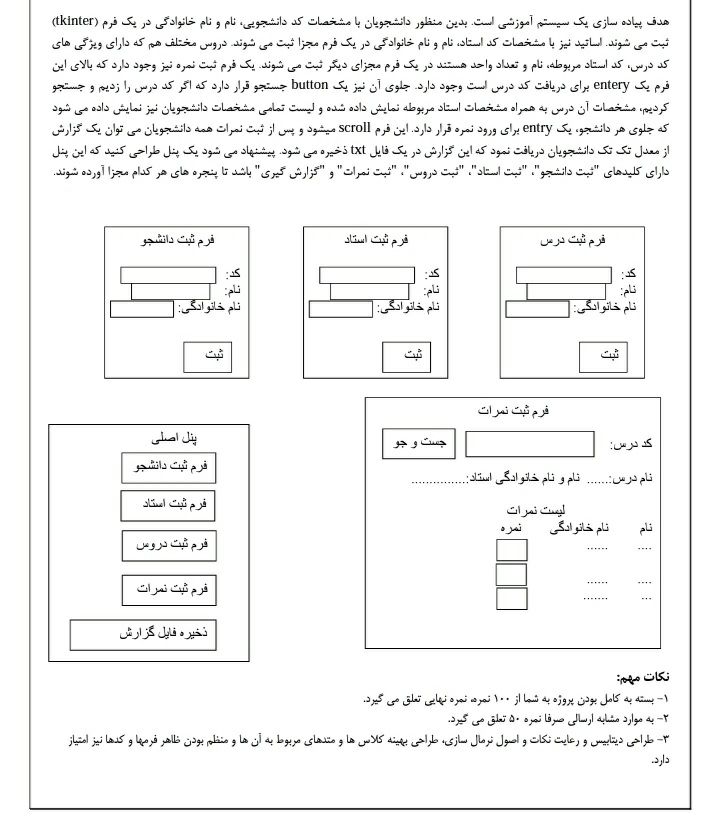 هدف پیاده سازی یک سیستم آموزشی است. بدین منظور دانشجویان با مشخصات کد دانشجویی، نام و نام خانوادگی در یک فرم (tkinter)
ثبت می شوند. اساتید نیز با مشخصات کد استاد، نام و نام خانوادگی در یک فرم مجزا ثبت می شوند. دروس مختلف هم که دارای ویژگی های
کد درس، کد استاد مربوطه، نام و تعداد واحد هستند در یک فرم مجزای دیگر ثبت می شوند. یک فرم ثبت نمره نیز وجود دارد که بالای این
فرم یک entery برای دریافت کد درس است وجود دارد. جلوی آن نیز یک button جستجو قرار دارد که اگر کد درس را زدیم و جستجو
کردیم، مشخصات آن درس به همراه مشخصات استاد مربوطه نمایش داده شده و لیست تمامی مشخصات دانشجویان نیز نمایش داده می شود
که جلوی هر دانشجو، یک entry برای ورود نمره قرار دارد. این فرم scroll میشود و پس از ثبت نمرات همه دانشجویان می توان یک گزارش
از معدل تک تک دانشجویان دریافت نمود که این گزارش در یک فایل txt ذخیره می شود. پیشنهاد می شود یک پنل طراحی کنید که این پنل
دارای کلیدهای "ثبت دانشجو"، "ثبت استاد"، "ثبت دروس"، "ثبت نمرات" و "گزارش گیری" باشد تا پنجره های هر کدام مجزا آورده شوند.
فرم ثبت درس
کد:
نام:
نام خانوادگی:
ثبت
فرم ثبت استاد
کد:
نام:
نام خانوادگی:
ثبت
فرم ثبت دانشجو
کد:
نام:
نام خانوادگی:
ثبت
فرم ثبت نمرات
کد درس: جست و جو
نام درس:...... نام و نام خانوادگی استاد:...............
لیست نمرات
نام نام خانوادگی نمره
.... ......
.... ......
... .......
پنل اصلی
فرم ثبت دانشجو
فرم ثبت استاد
فرم ثبت دروس
فرم ثبت نمرات
ذخیره فایل گزارش
نکات مهم:
۱- بسته به کامل بودن پروژه به شما از ۱۰۰ نمره، نمره نهایی تعلق می گیرد.
۲- به موارد مشابه ارسالی صرفا نمره ۵۰ تعلق می گیرد.
۳- طراحی دیتابیس و رعایت نکات و اصول نرمال سازی، طراحی بهینه کلاس ها و متدهای مربوط به آن ها و منظم بودن ظاهر فرمها و کدها نیز امتیاز
دارد.